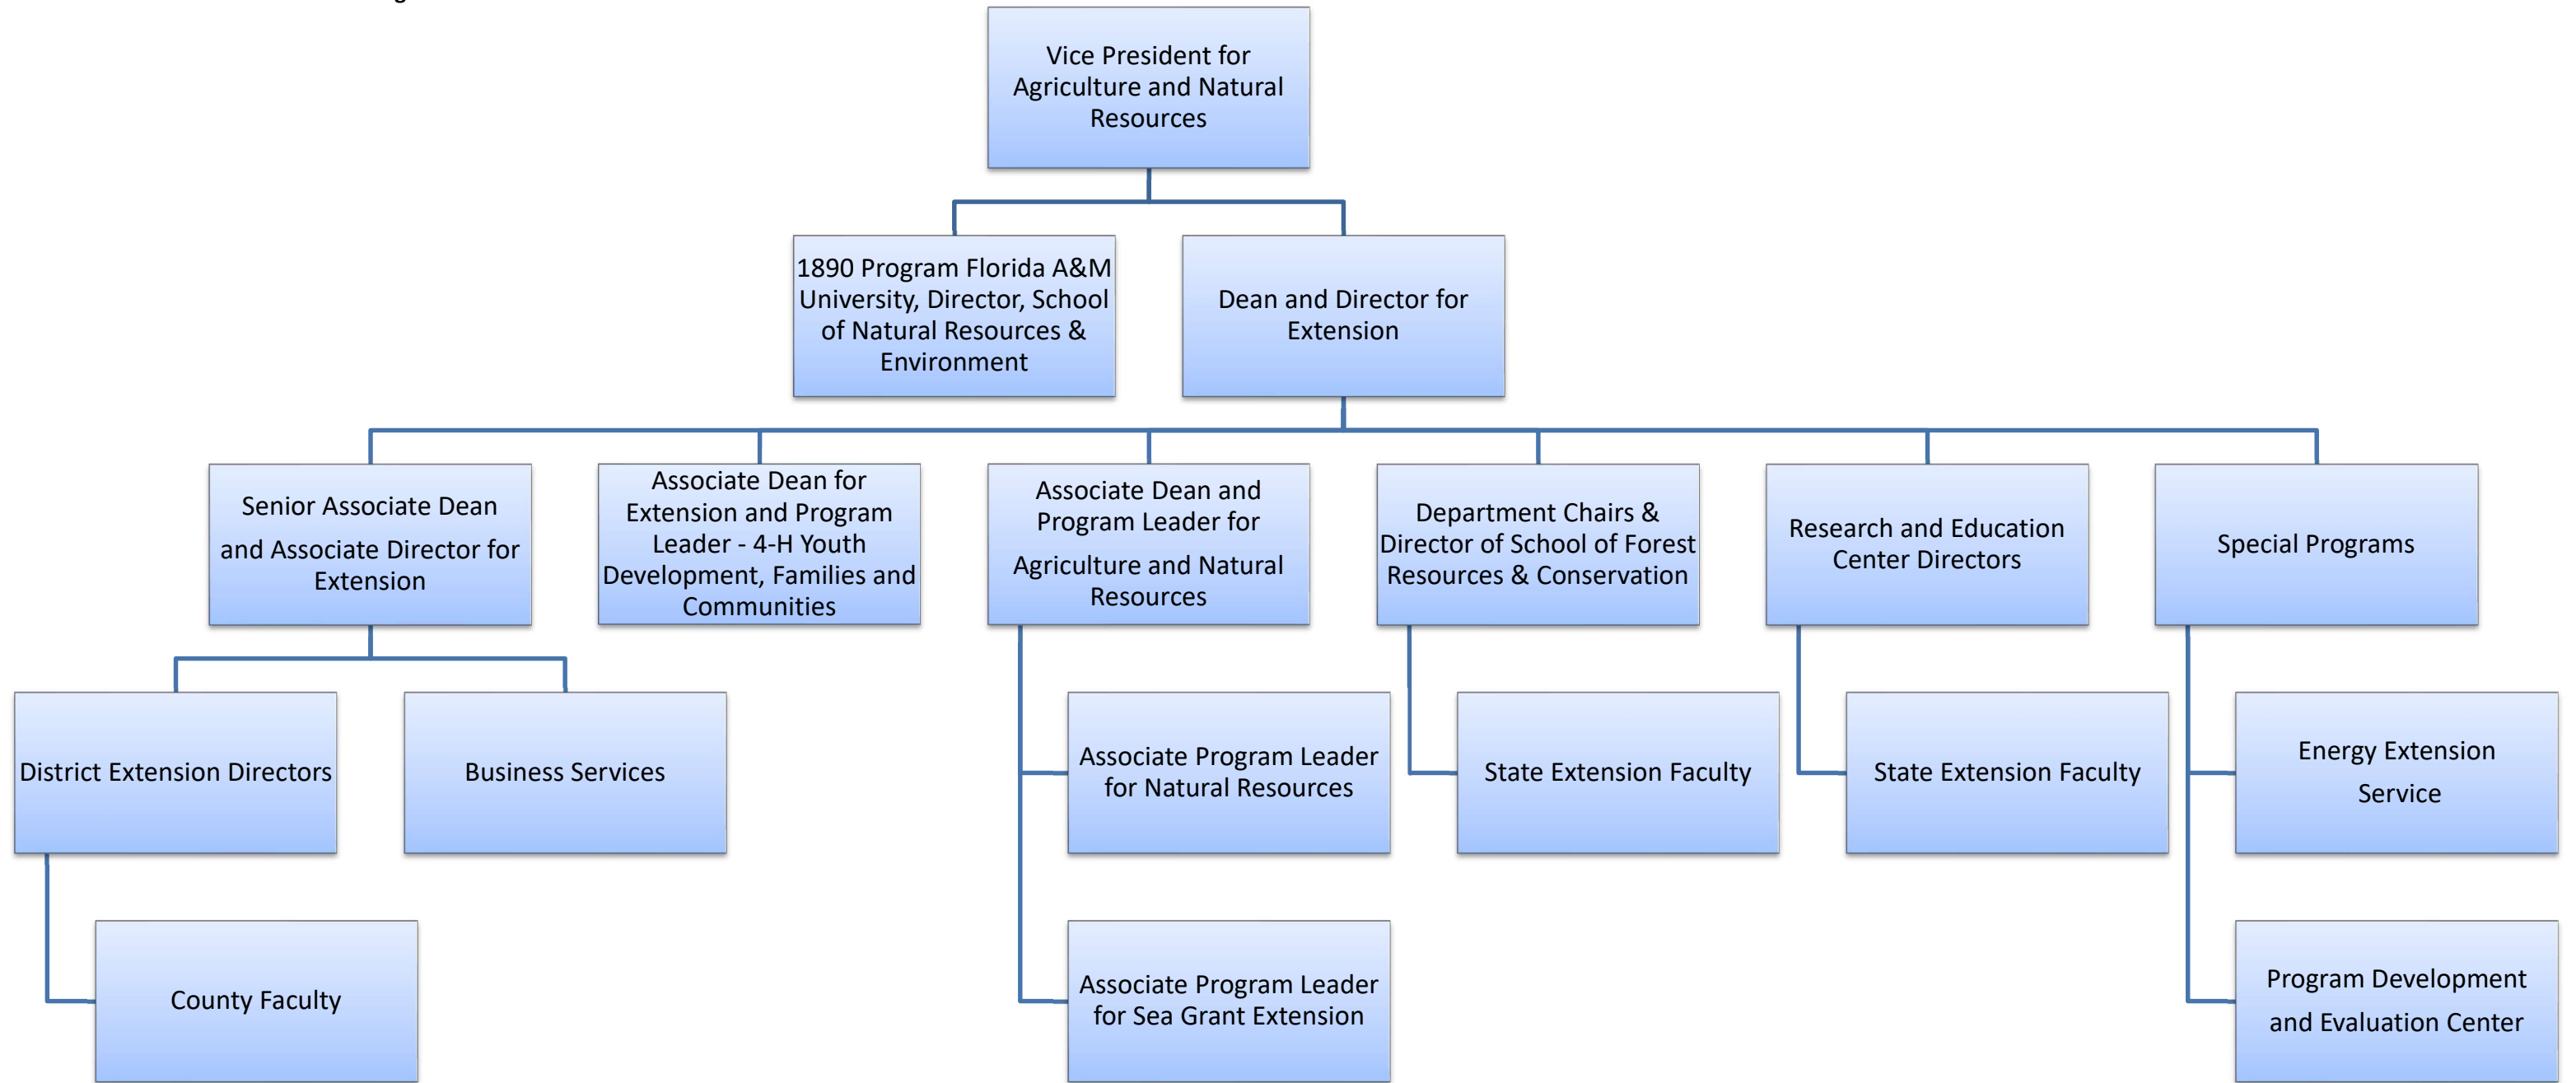 Vice President for
Agriculture and Natural
Resources
1890 Program Florida A&M
University, Director, School
of Natural Resources &
Environment
Dean and Director for
Extension
Senior Associate Dean
and Associate Director for
Extension
Associate Dean for
Extension and Program
Leader - 4-H Youth
Development, Families and
Communities
Associate Dean and
Program Leader for
Agriculture and Natural
Resources
Department Chairs &
Director of School of Forest
Resources & Conservation
Research and Education
Center Directors
Special Programs
District Extension Directors
Business Services
Associate Program Leader
for Natural Resources
State Extension Faculty
State Extension Faculty
Energy Extension
Service
County Faculty
Associate Program Leader
for Sea Grant Extension
Program Development
and Evaluation Center